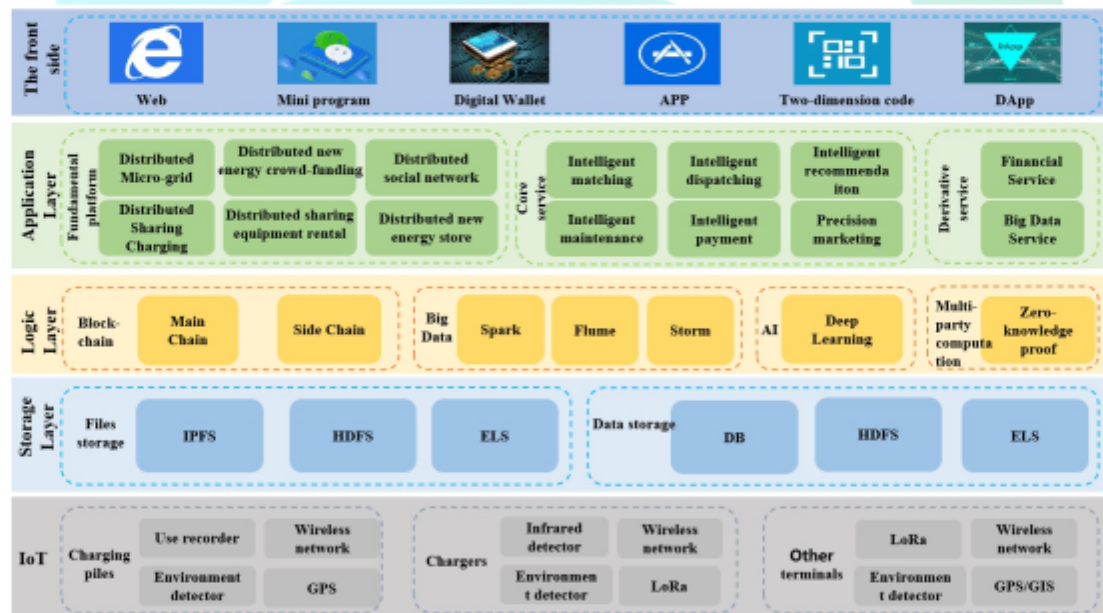 The front
side
Web
Mini program
Digital Wallet
APP
Two-dimension code
DApp
DApp
Application
Layer
Fundamental
platform
Distributed
Micro-grid
Distributed new
energy crowd-funding
Distributed
social network
Distributed
Sharing
Charging
Distributed sharing
equipment rental
Distributed new
energy store
Core
service
Intelligent
matching
Intelligent
dispatching
Intelligent
recommenda
iton
Intelligent
maintenance
Intelligent
payment
Precision
marketing
Derivative
service
Financial
Service
Big Data
Service
Logic
Layer
Block-
chain
Main
Chain
Side Chain
Big
Data
Spark
Flume
Storm
AI
Deep
Learning
Multi-
party
computa
tion
Zero-
knowledge
proof
Storage
Layer
Files
storage
IPFS
HDFS
ELS
Data storage
DB
HDFS
ELS
IoT
Charging
piles
Use recorder
Wireless
network
Environment
detector
GPS
Chargers
Infrared
detector
Wireless
network
Environmen
t detector
LoRa
Other
terminals
LoRa
Wireless
network
Environmen
t detector
GPS/GIS